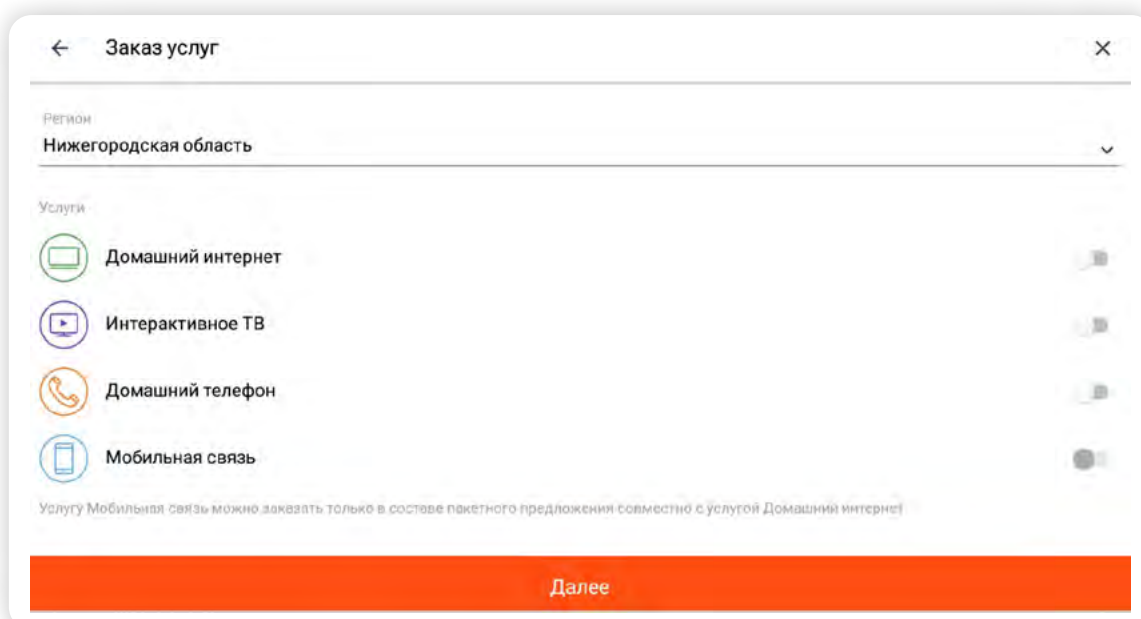 Заказ услуг
Регион
Нижегородская область
Услуги
Домашний интернет
Интерактивное ТВ
Домашний телефон
Мобильная связь
Услугу Мобильная связь можно заказать только в составе пакетного предложения совместно с услугой Домашний интернет
Далее